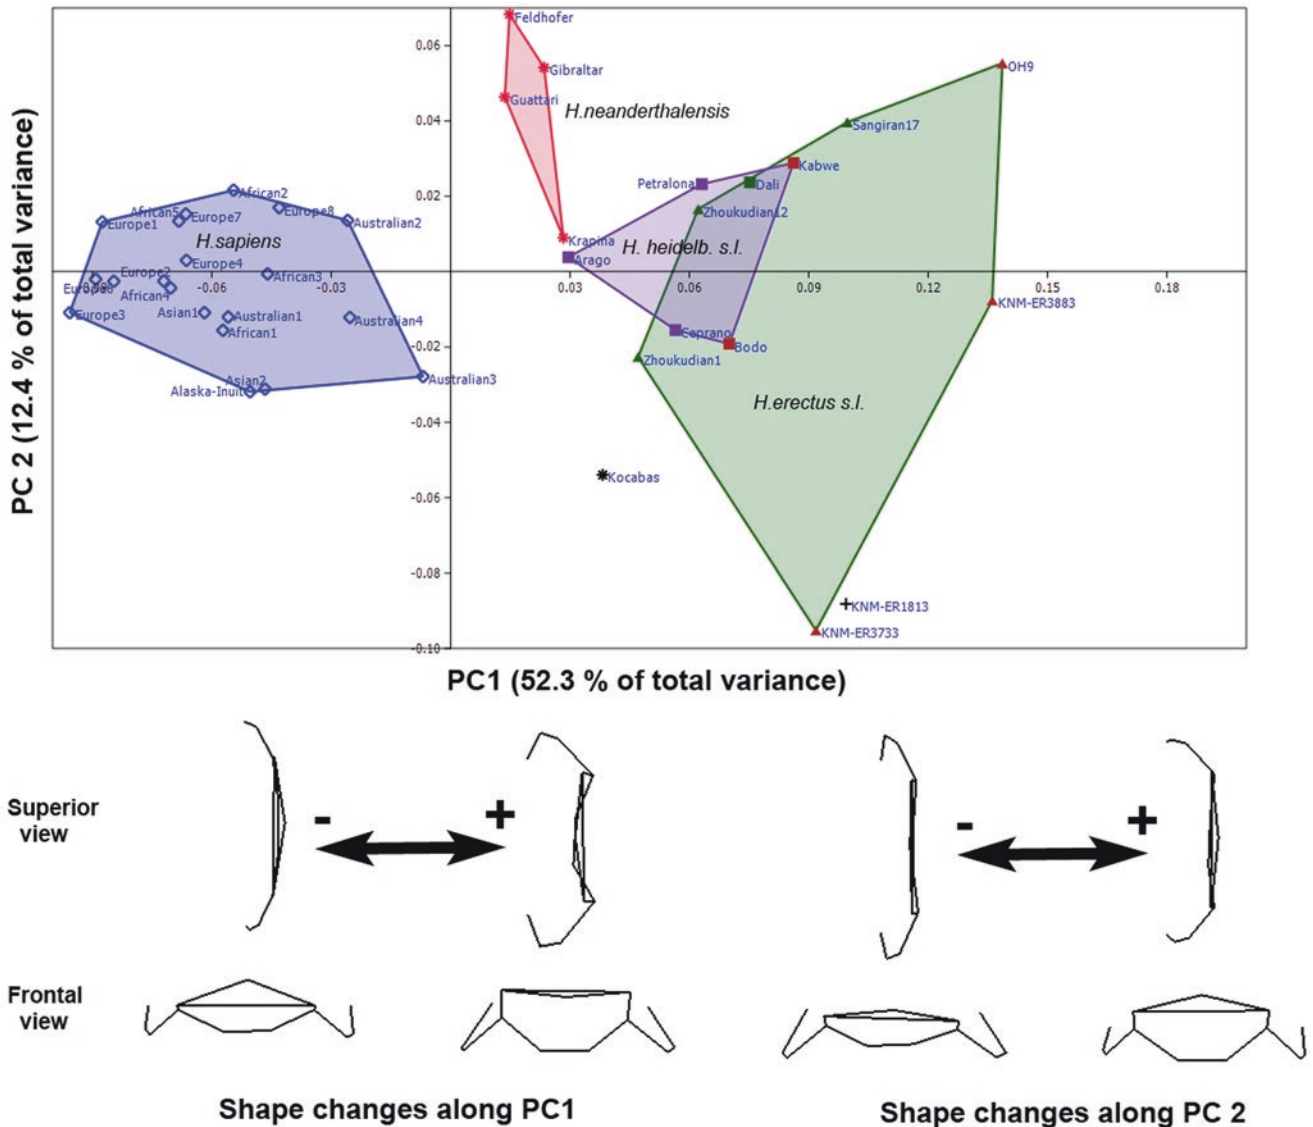 Feldhofer
0.06
Gibraltar
OH9
Guattari
H.neanderthalensis
0.04
Sangiran17
Kabwe
Petralona
Dali
0.02
African2
African5
Europe7
Europe8
Zhoukudian12
Europe1
Australian2
H.sapiens
Krapina
H. heidelb. s.l.
Europe4
Arago
Europe2
African3
-0.06
-0.03
0.03
0.06
0.09
0.12
0.15
0.18
African4
Europe3
Asian1
Australian1
Australian4
KNM-ER3883
African1
Ceprano
Bodo
-0.02
Zhoukudian1
Asian2
Australian3
Alaska-Inuit
H.erectus s.l.
-0.04
Kocabas
-0.06
-0.08
KNM-ER1813
KNM-ER3733
-0.10
PC 2 (12.4 % of total variance)
PC1 (52.3 % of total variance)
Superior
view
- +
- +
Frontal
view
Shape changes along PC1
Shape changes along PC 2